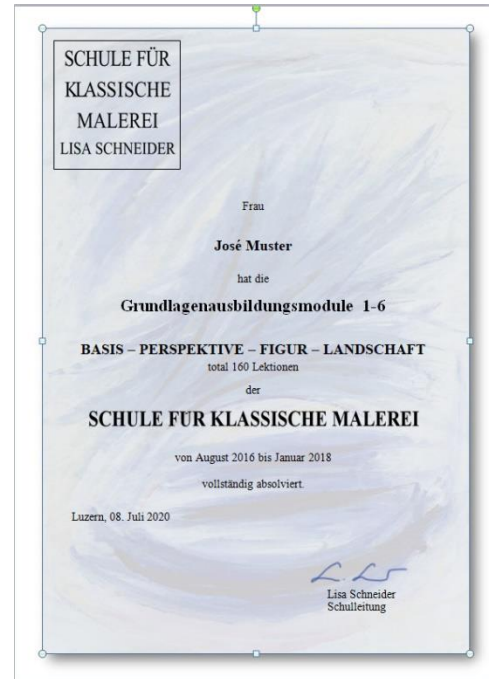 SCHULE FÜR
KLASSISCHE
MALEREI
LISA SCHNEIDER
Frau
José Muster
hat die
Grundlagenausbildungsmodule 1-6
BASIS – PERSPEKTIVE – FIGUR – LANDSCHAFT
total 160 Lektionen
der
SCHULE FÜR KLASSISCHE MALEREI
von August 2016 bis Januar 2018
vollständig absolviert.
Luzern, 08. Juli 2020
Lisa Schneider
Schulleitung